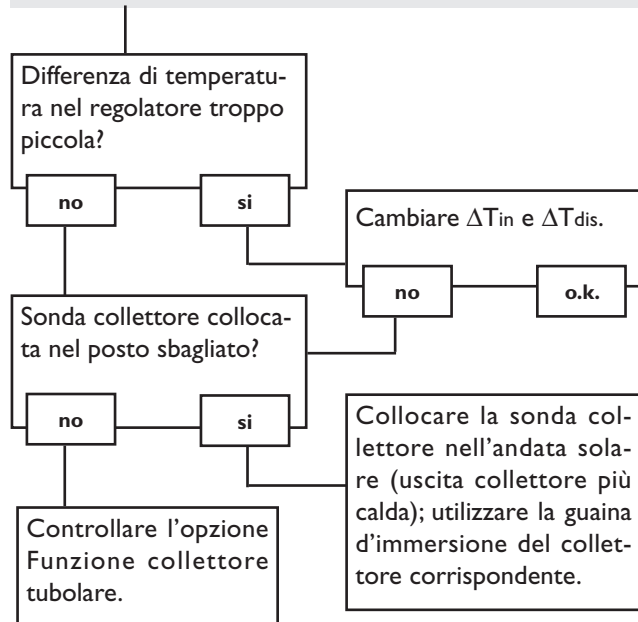 Differenza di temperatu-
ra nel regolatore troppo
piccola?
no
si
Cambiare ΔTin e ΔTdis.
no
o.k.
Sonda collettore colloca-
ta nel posto sbagliato?
no
si
Collocare la sonda col-
lettore nell'andata sola-
re (uscita collettore più
calda); utilizzare la guaina
d'immersione del collet-
tore corrispondente.
Controllare l'opzione
Funzione collettore
tubolare.